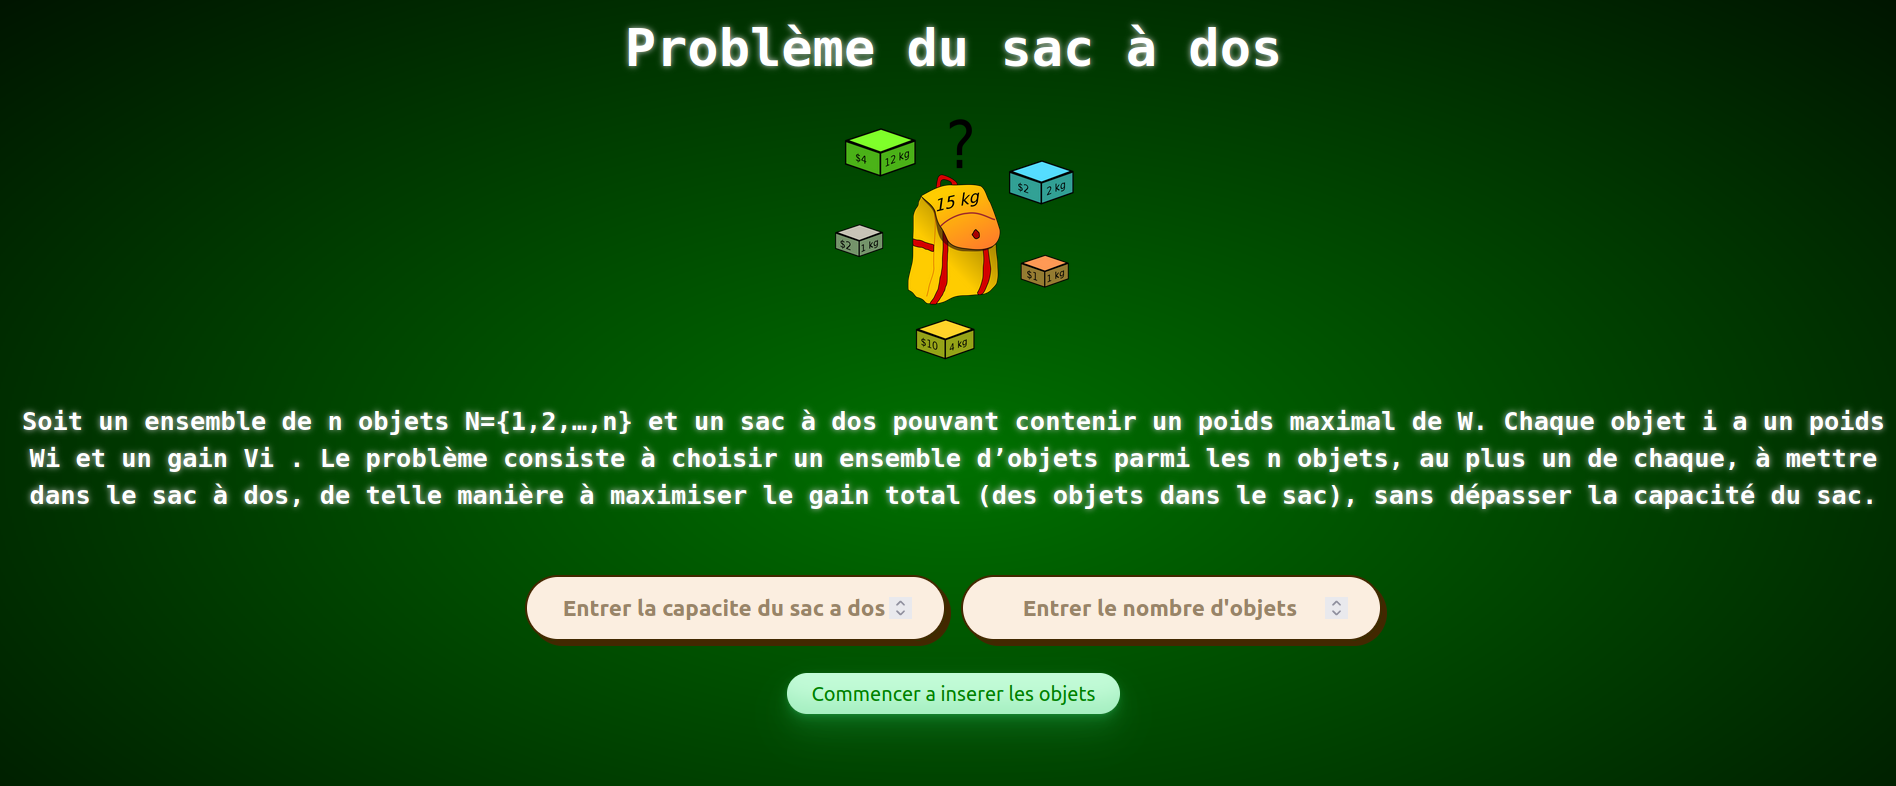 Problème du sac à dos
?
$4 12 kg
$2 2 kg
15 kg
$2 1 kg
$1 1 kg
$10 4 kg
Soit un ensemble de n objets N={1,2,…,n} et un sac à dos pouvant contenir un poids maximal de W. Chaque objet i a un poids
Wi et un gain Vi . Le problème consiste à choisir un ensemble d’objets parmi les n objets, au plus un de chaque, à mettre
dans le sac à dos, de telle manière à maximiser le gain total (des objets dans le sac), sans dépasser la capacité du sac.
Entrer la capacite du sac a dos
Entrer le nombre d'objets
Commencer a inserer les objets